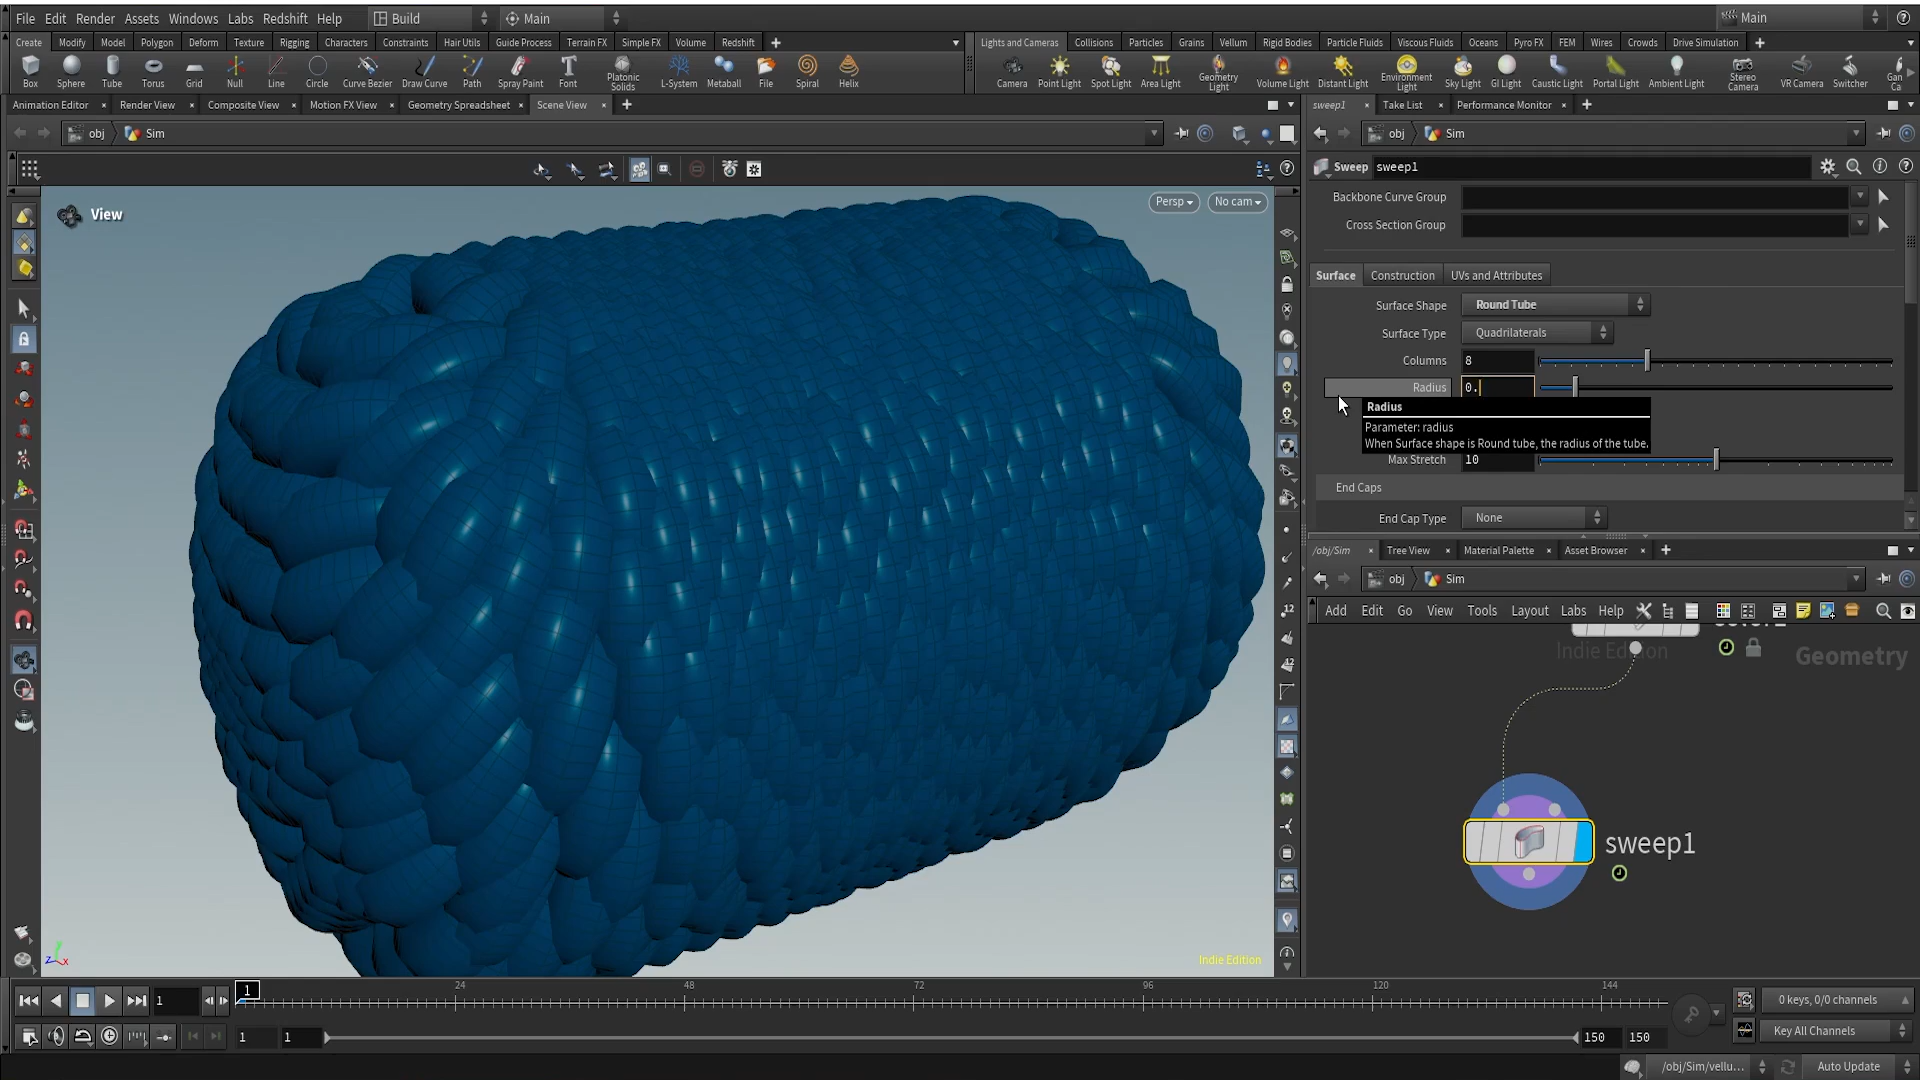 File Edit Render Assets Windows Labs Redshift Help Build Main Main
Create Modify Model Polygon Deform Texture Rigging Characters Constraints Hair Utils Guide Process Terrain FX Simple FX Volume Redshift
Lights and Cameras Collisions Particles Grains Vellum Rigid Bodies Particle Fluids Viscous Fluids Oceans Pyro FX FEM Wires Crowds Drive Simulation
Box Sphere Tube Torus Grid Null Line Circle Curve Bezier Draw Curve Path Spray Paint Font Platonic Solids L-System Metaball File Spiral Helix
Camera Point Light Spot Light Area Light Geometry Light Volume Light Distant Light Environment Light Sky Light GI Light Caustic Light Portal Light Ambient Light Stereo Camera VR Camera Switcher
Animation Editor Render View Composite View Motion FX View Geometry Spreadsheet Scene View
sweep1 Take List Performance Monitor
obj Sim
obj Sim
Sweep sweep1
View
Persp No cam
Backbone Curve Group
Cross Section Group
Surface Construction UVs and Attributes
Surface Shape Round Tube
Surface Type Quadrilaterals
Columns 8
Radius 0.
Radius
Parameter: radius
When Surface shape is Round tube, the radius of the tube.
Max Stretch 10
End Caps
End Cap Type None
/obj/Sim Tree View Material Palette Asset Browser
obj Sim
Add Edit Go View Tools Layout Labs Help
Indie Edition
Geometry
sweep1
12
12
Indie Edition
1 1 24 48 72 96 120 144
0 keys, 0/0 channels
1 1 150 150
Key All Channels
/obj/Sim/vellu... Auto Update